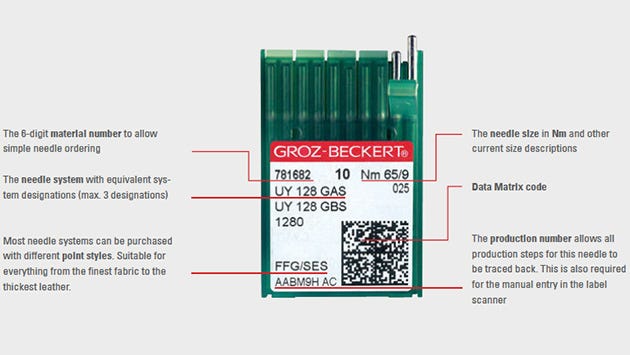 The 6-digit material number to allow
simple needle ordering
The needle system with equivalent sys-
tem designations (max. 3 designations)
Most needle systems can be purchased
with different point styles. Suitable for
everything from the finest fabric to the
thickest leather.
GROZ-BECKERT®
781682 10 Nm 65/9
025
UY 128 GAS
UY 128 GBS
1280
FFG/SES
AABM9H AC
The needle size in Nm and other
current size descriptions
Data Matrix code
The production number allows all
production steps for this needle to
be traced back. This is also required
for the manual entry in the label
scanner